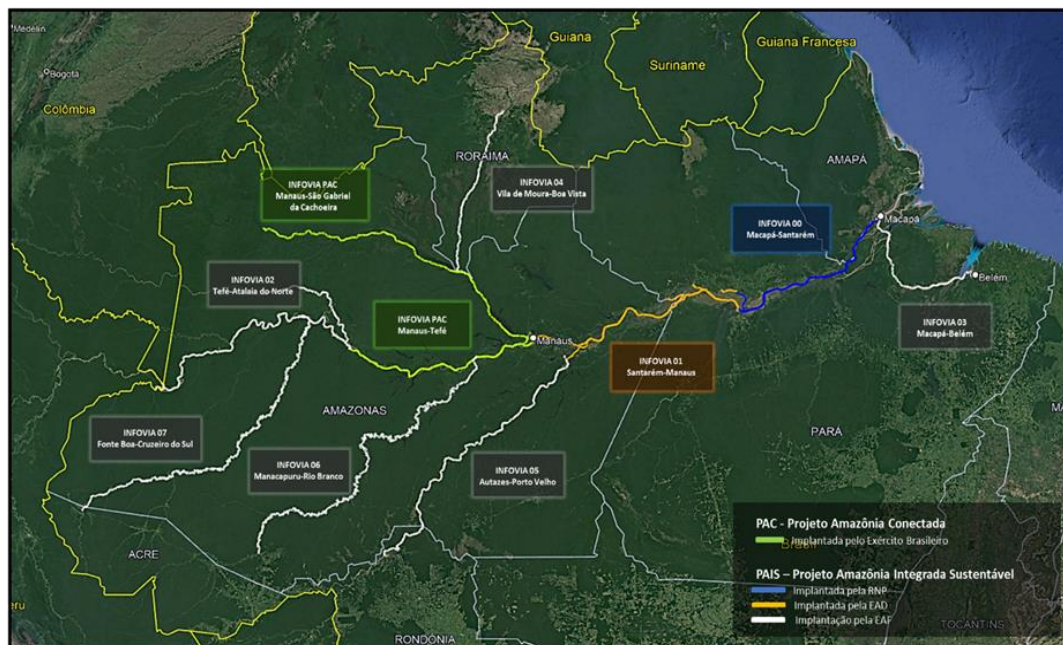 Medellín
Bogotá
Colômbia
Guiana
Suriname
Guiana Francesa
RORAIMA
AMAPÁ
INFOVIA PAC
Manaus-São Gabriel
da Cachoeira
INFOVIA 04
Vila de Moura-Boa Vista
INFOVIA 00
Macapá-Santarém
Macapá
INFOVIA 02
Tefé-Atalaia do Norte
Belém
INFOVIA PAC
Manaus-Tefé
Manaus
INFOVIA 03
Macapá-Belém
INFOVIA 01
Santarém-Manaus
AMAZONAS
PARÁ
INFOVIA 07
Fonte Boa-Cruzeiro do Sul
INFOVIA 06
Manacapuru-Rio Branco
INFOVIA 05
Autazes-Porto Velho
ACRE
RONDÔNIA
TOCANTINS
PAC - Projeto Amazônia Conectada
Implantada pelo Exército Brasileiro
Brasil
PAIS – Projeto Amazônia Integrada Sustentável
Implantada pela RNP
Implantada pela EAD
Implantação pela EAF